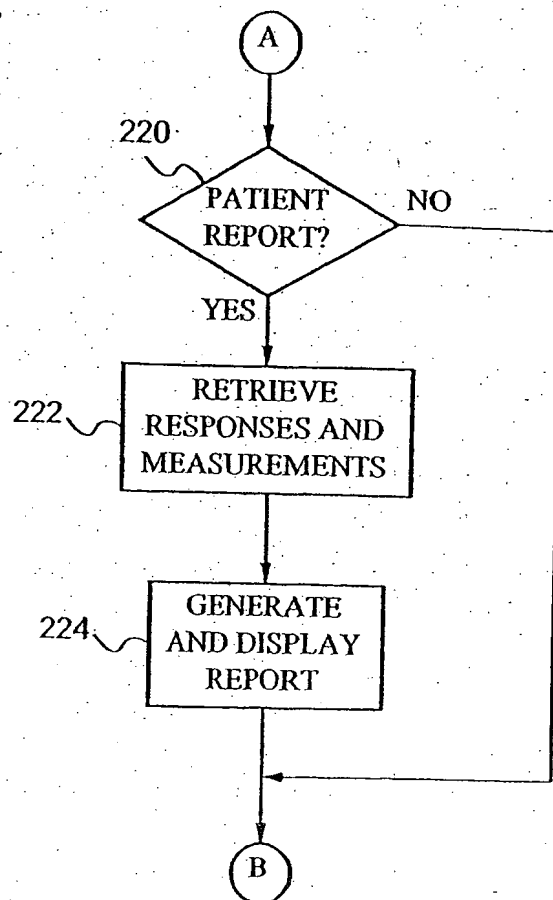 A
220
PATIENT
REPORT?
NO
YES
222
RETRIEVE
RESPONSES AND
MEASUREMENTS
224
GENERATE
AND DISPLAY
REPORT
B